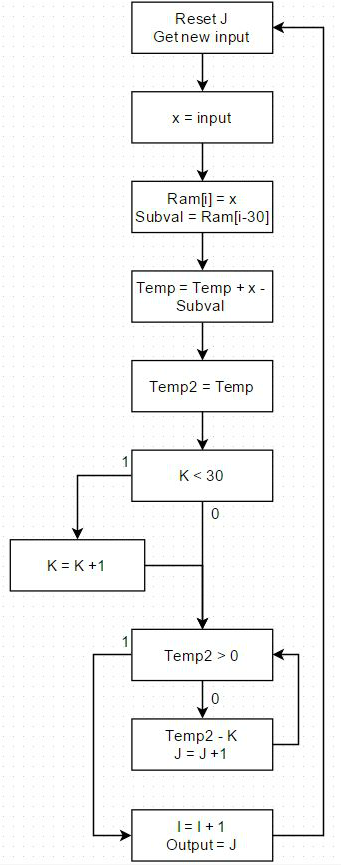 Reset J
Get new input
x = input
Ram[i] = x
Subval = Ram[i-30]
Temp = Temp + x -
Subval
Temp2 = Temp
1
K < 30
0
K = K +1
1
Temp2 > 0
0
Temp2 - K
J = J +1
I = I + 1
Output = J